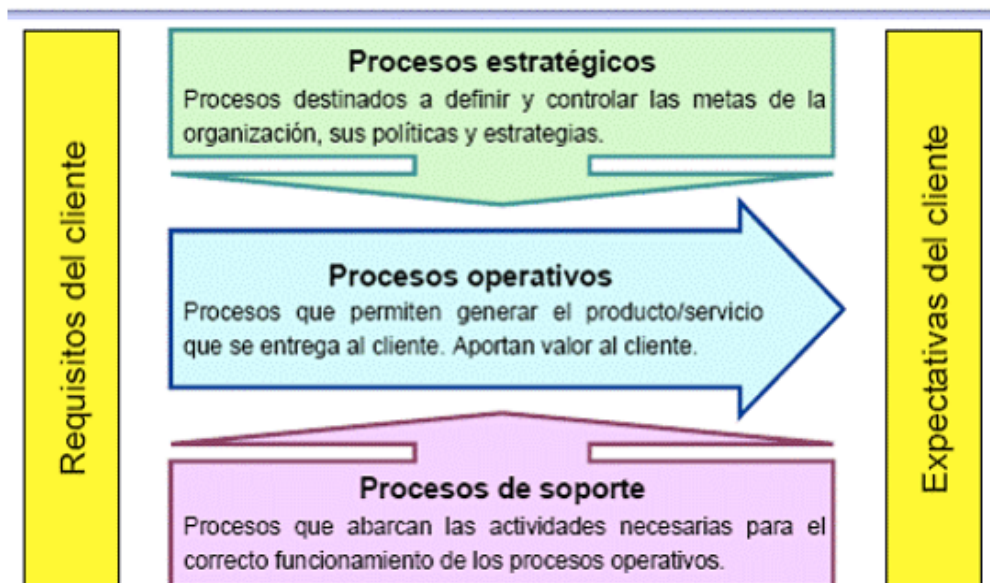 Requisitos del cliente
Procesos estratégicos
Procesos destinados a definir y controlar las metas de la
organización, sus políticas y estrategias.
Procesos operativos
Procesos que permiten generar el producto/servicio
que se entrega al cliente. Aportan valor al cliente.
Procesos de soporte
Procesos que abarcan las actividades necesarias para el
correcto funcionamiento de los procesos operativos.
Expectativas del cliente